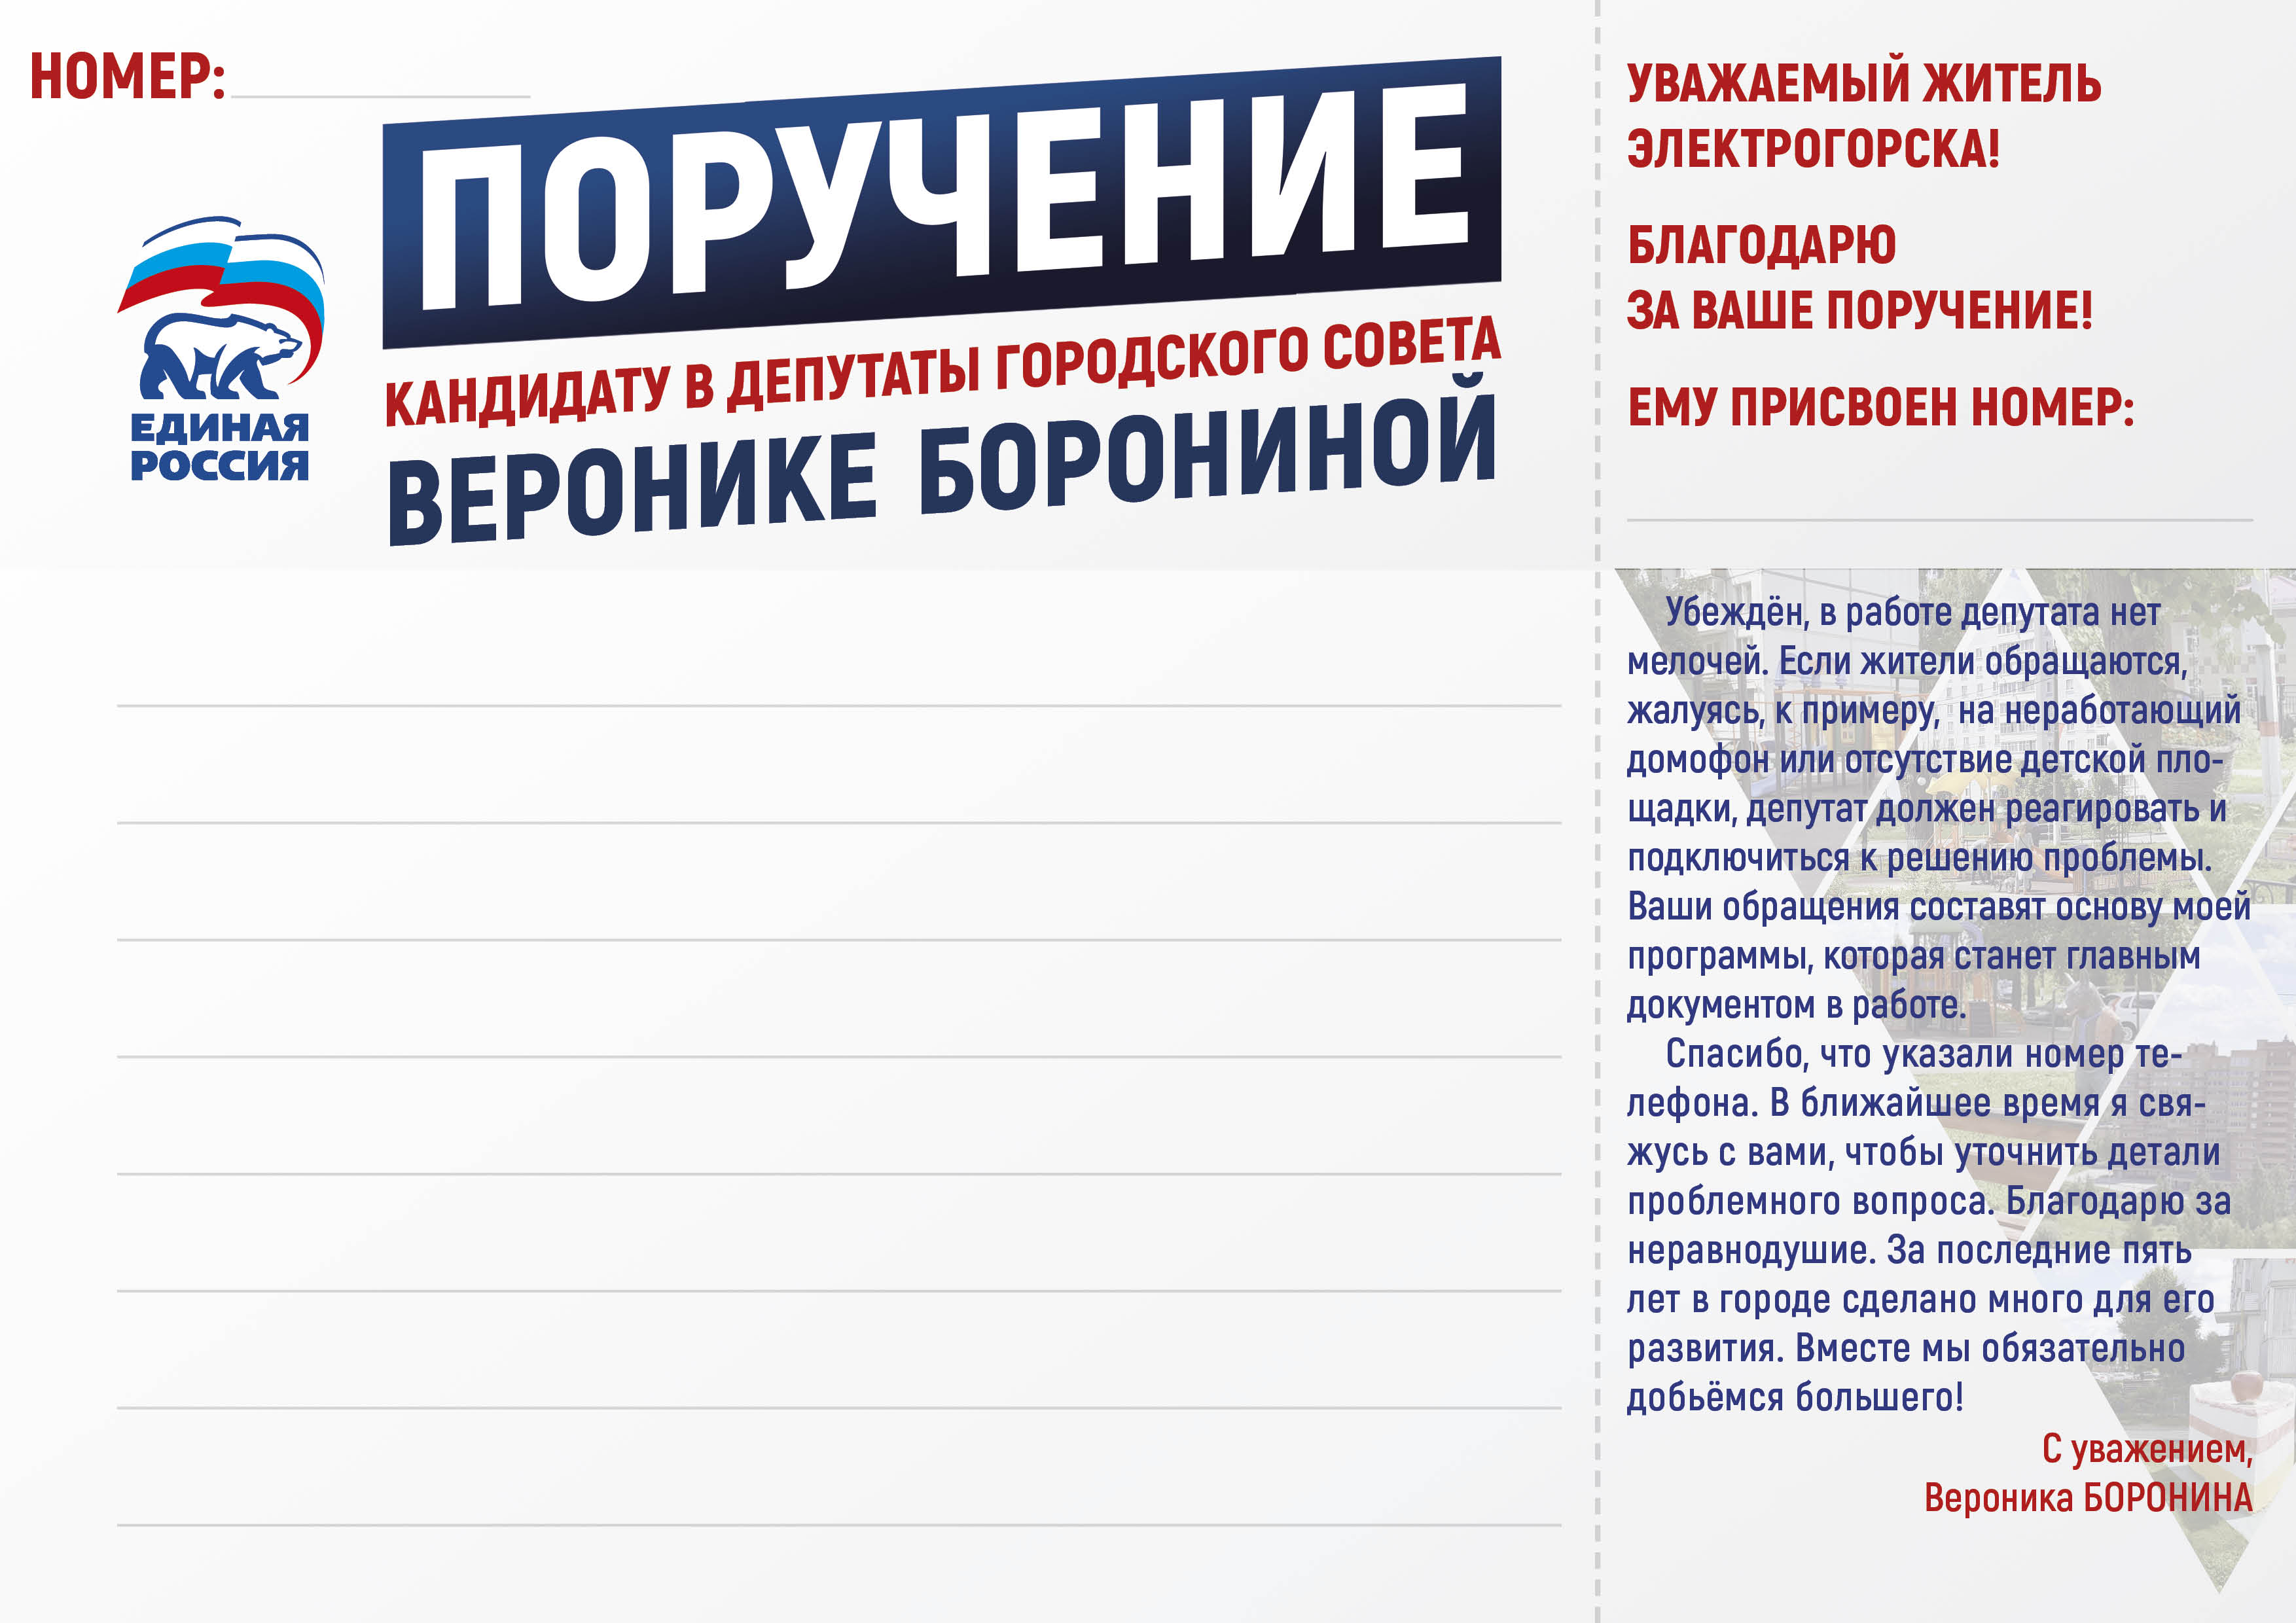 НОМЕР:
ПОРУЧЕНИЕ
КАНДИДАТУ В ДЕПУТАТЫ ГОРОДСКОГО СОВЕТА
ВЕРОНИКЕ БОРОНИНОЙ
ЕДИНАЯ
РОССИЯ
УВАЖАЕМЫЙ ЖИТЕЛЬ
ЭЛЕКТРОГОРСКА!
БЛАГОДАРЮ
ЗА ВАШЕ ПОРУЧЕНИЕ!
ЕМУ ПРИСВОЕН НОМЕР:
Убеждён, в работе депутата нет
мелочей. Если жители обращаются,
жалуясь, к примеру, на неработающий
домофон или отсутствие детской пло-
щадки, депутат должен реагировать и
подключиться к решению проблемы.
Ваши обращения составят основу моей
программы, которая станет главным
документом в работе.
Спасибо, что указали номер те-
лефона. В ближайшее время я свя-
жусь с вами, чтобы уточнить детали
проблемного вопроса. Благодарю за
неравнодушие. За последние пять
лет в городе сделано много для его
развития. Вместе мы обязательно
добьёмся большего!
С уважением,
Вероника БОРОНИНА